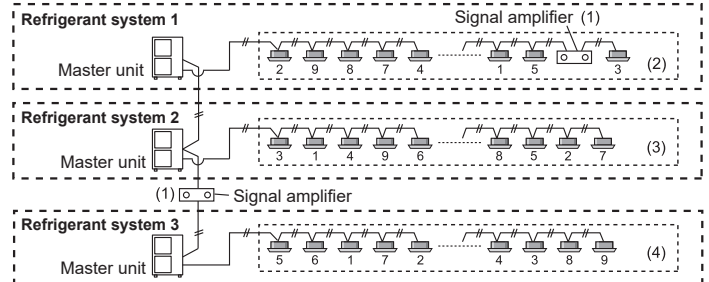 Refrigerant system 1
Signal amplifier (1)
Master unit
2 9 8 7 4 1 5 3 (2)
Refrigerant system 2
Master unit
3 1 4 9 6 8 5 2 7 (3)
(1) Signal amplifier
Refrigerant system 3
Master unit
5 6 1 7 2 4 3 8 9 (4)